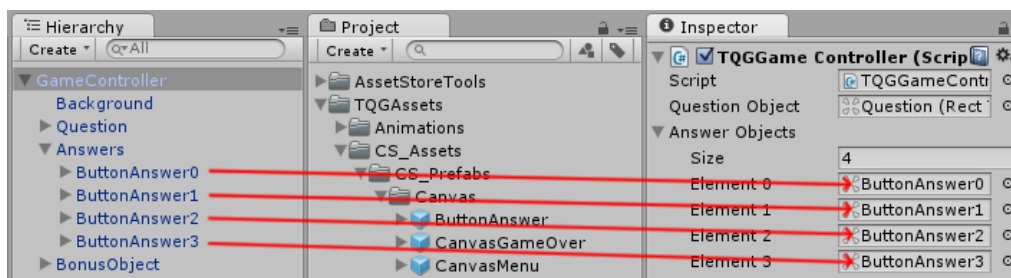 Hierarchy
Create
All
GameController
Background
Question
Answers
ButtonAnswer0
ButtonAnswer1
ButtonAnswer2
ButtonAnswer3
BonusObject
Project
Create
AssetStoreTools
TQGAssets
Animations
CS_Assets
CS_Prefabs
Canvas
ButtonAnswer
CanvasGameOver
CanvasMenu
Inspector
TQGGame Controller (Scrip
Script TQGGameContr
Question Object Question (Rect
Answer Objects
Size 4
Element 0 ButtonAnswer0
Element 1 ButtonAnswer1
Element 2 ButtonAnswer2
Element 3 ButtonAnswer3